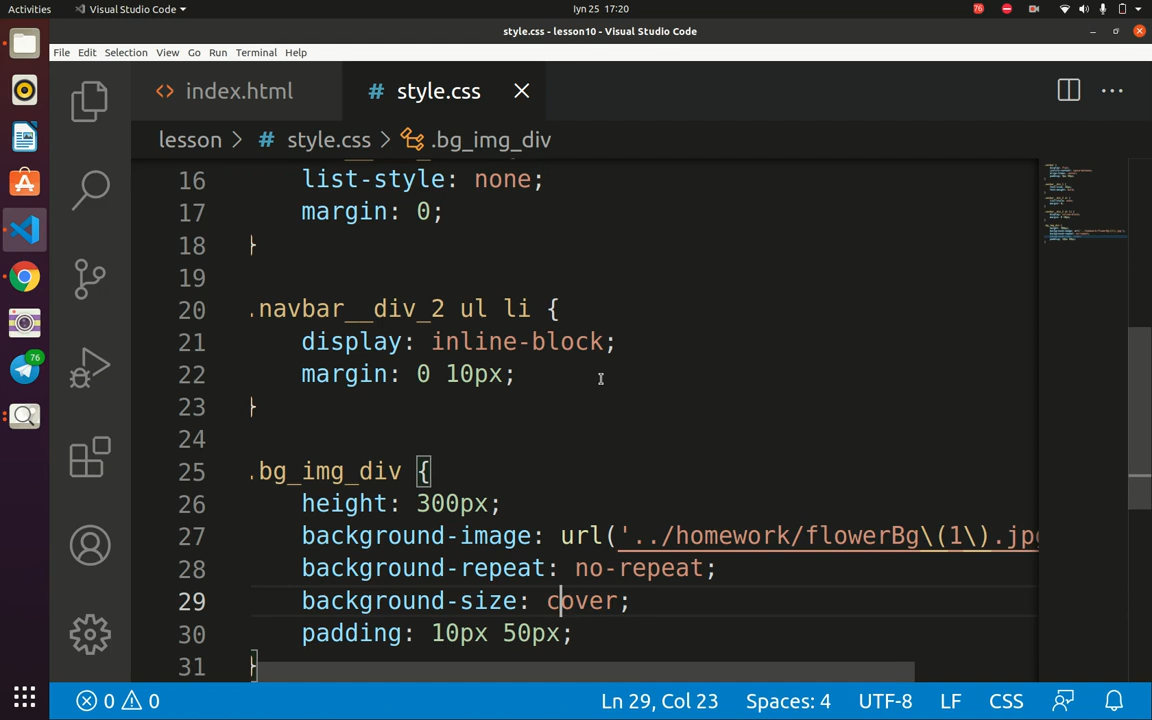 Activities
Visual Studio Code
Iyn 25 17:20
76
style.css - lesson10 - Visual Studio Code
File Edit Selection View Go Run Terminal Help
<> index.html
# style.css
lesson > # style.css > .bg_img_div
16 list-style: none;
17 margin: 0;
18 }
19
20 .navbar__div_2 ul li {
21 display: inline-block;
22 margin: 0 10px;
23 }
24
25 .bg_img_div {
26 height: 300px;
27 background-image: url('../homework/flowerBg\(1\).jp
28 background-repeat: no-repeat;
29 background-size: cover;
30 padding: 10px 50px;
31 }
76
0 0
Ln 29, Col 23
Spaces: 4
UTF-8
LF
CSS